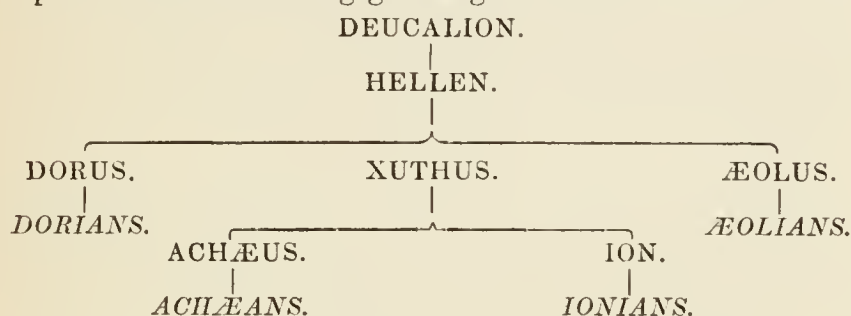 DEUCALION.
HELLEN.
DORUS. XUTHUS. ÆOLUS.
DORIANS. ÆOLIANS.
ACHÆUS. ION.
ACHÆANS. IONIANS.